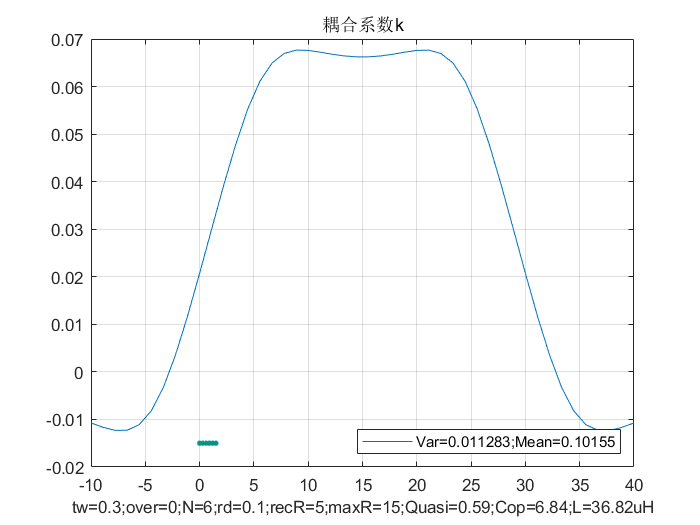 耦合系数k
0.07
0.06
0.05
0.04
0.03
0.02
0.01
0
-0.01
-0.02
Var=0.011283;Mean=0.10155
-10 -5 0 5 10 15 20 25 30 35 40
tw=0.3;over=0;N=6;rd=0.1;recR=5;maxR=15;Quasi=0.59;Cop=6.84;L=36.82uH